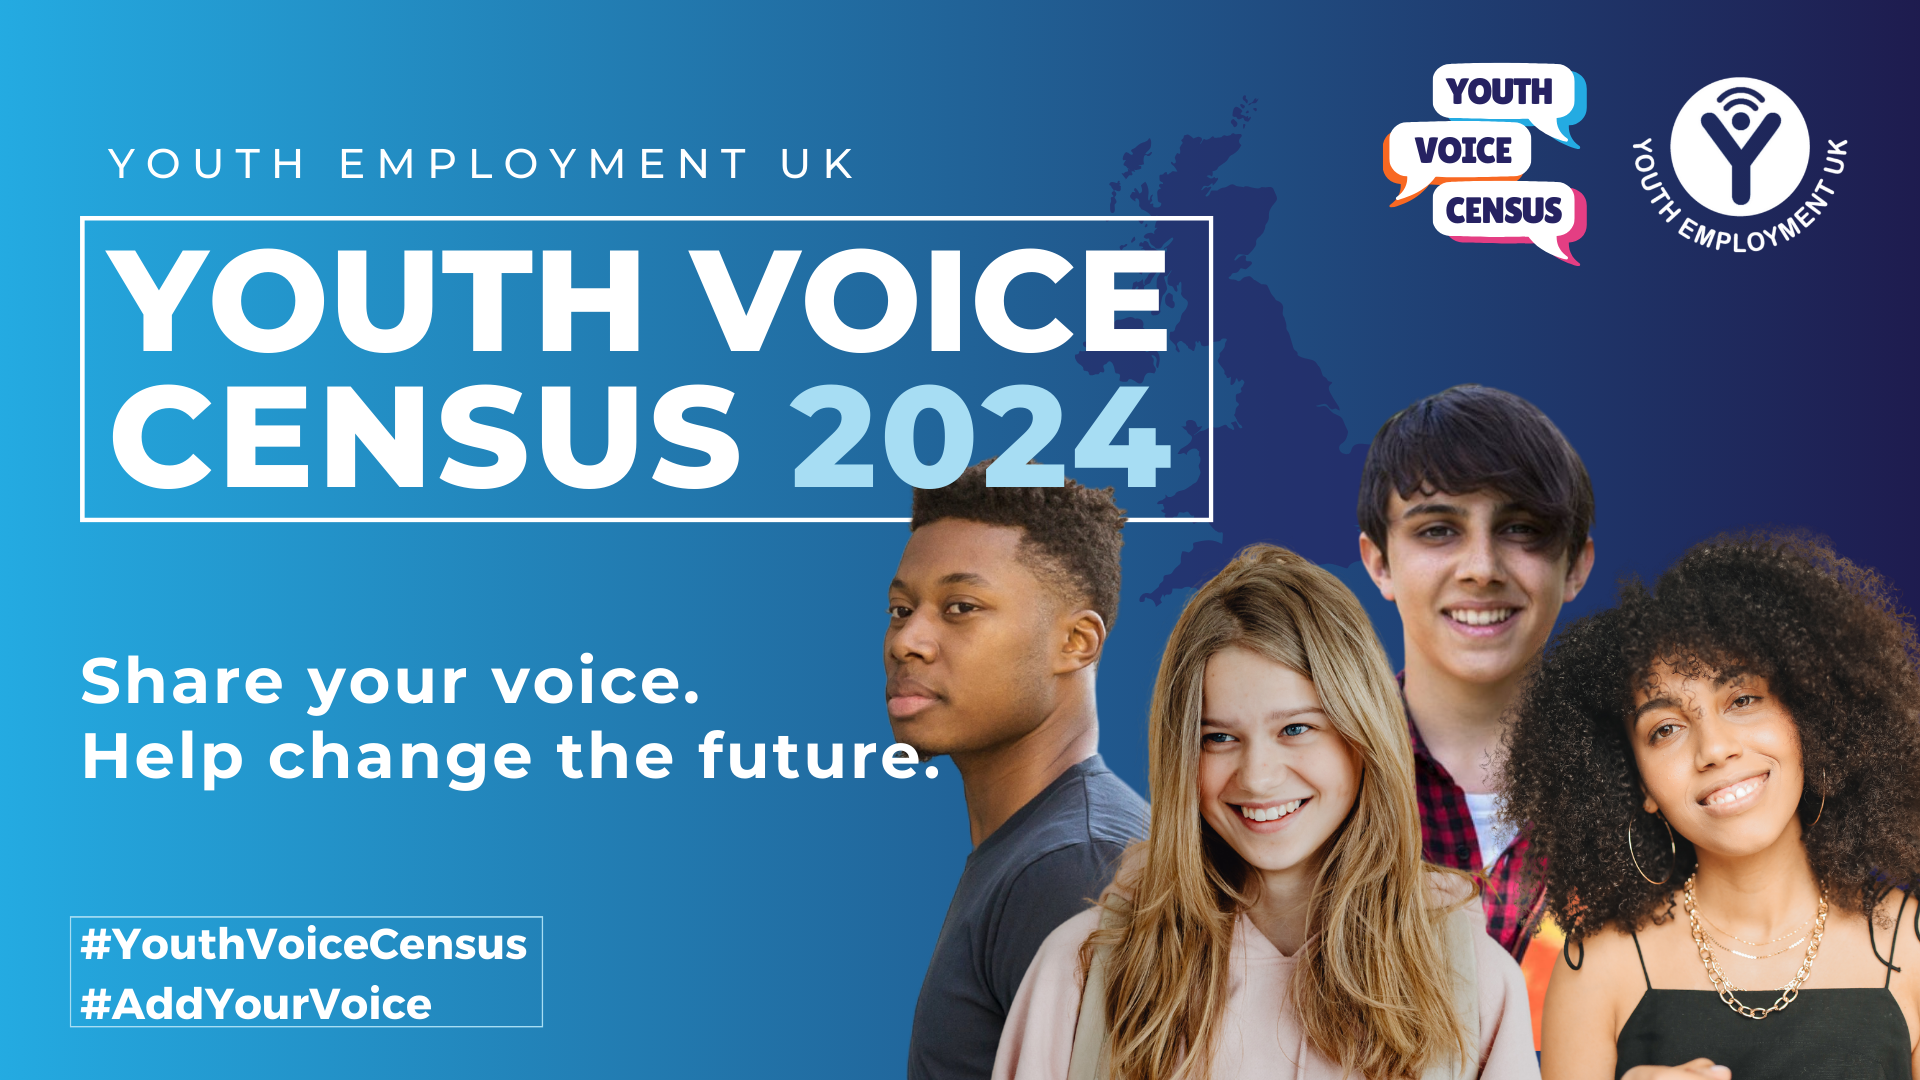 YOUTH EMPLOYMENT UK
YOUTH VOICE
CENSUS 2024
Share your voice.
Help change the future.
#YouthVoiceCensus
#AddYourVoice
YOUTH
VOICE
CENSUS
YOUTH EMPLOYMENT UK